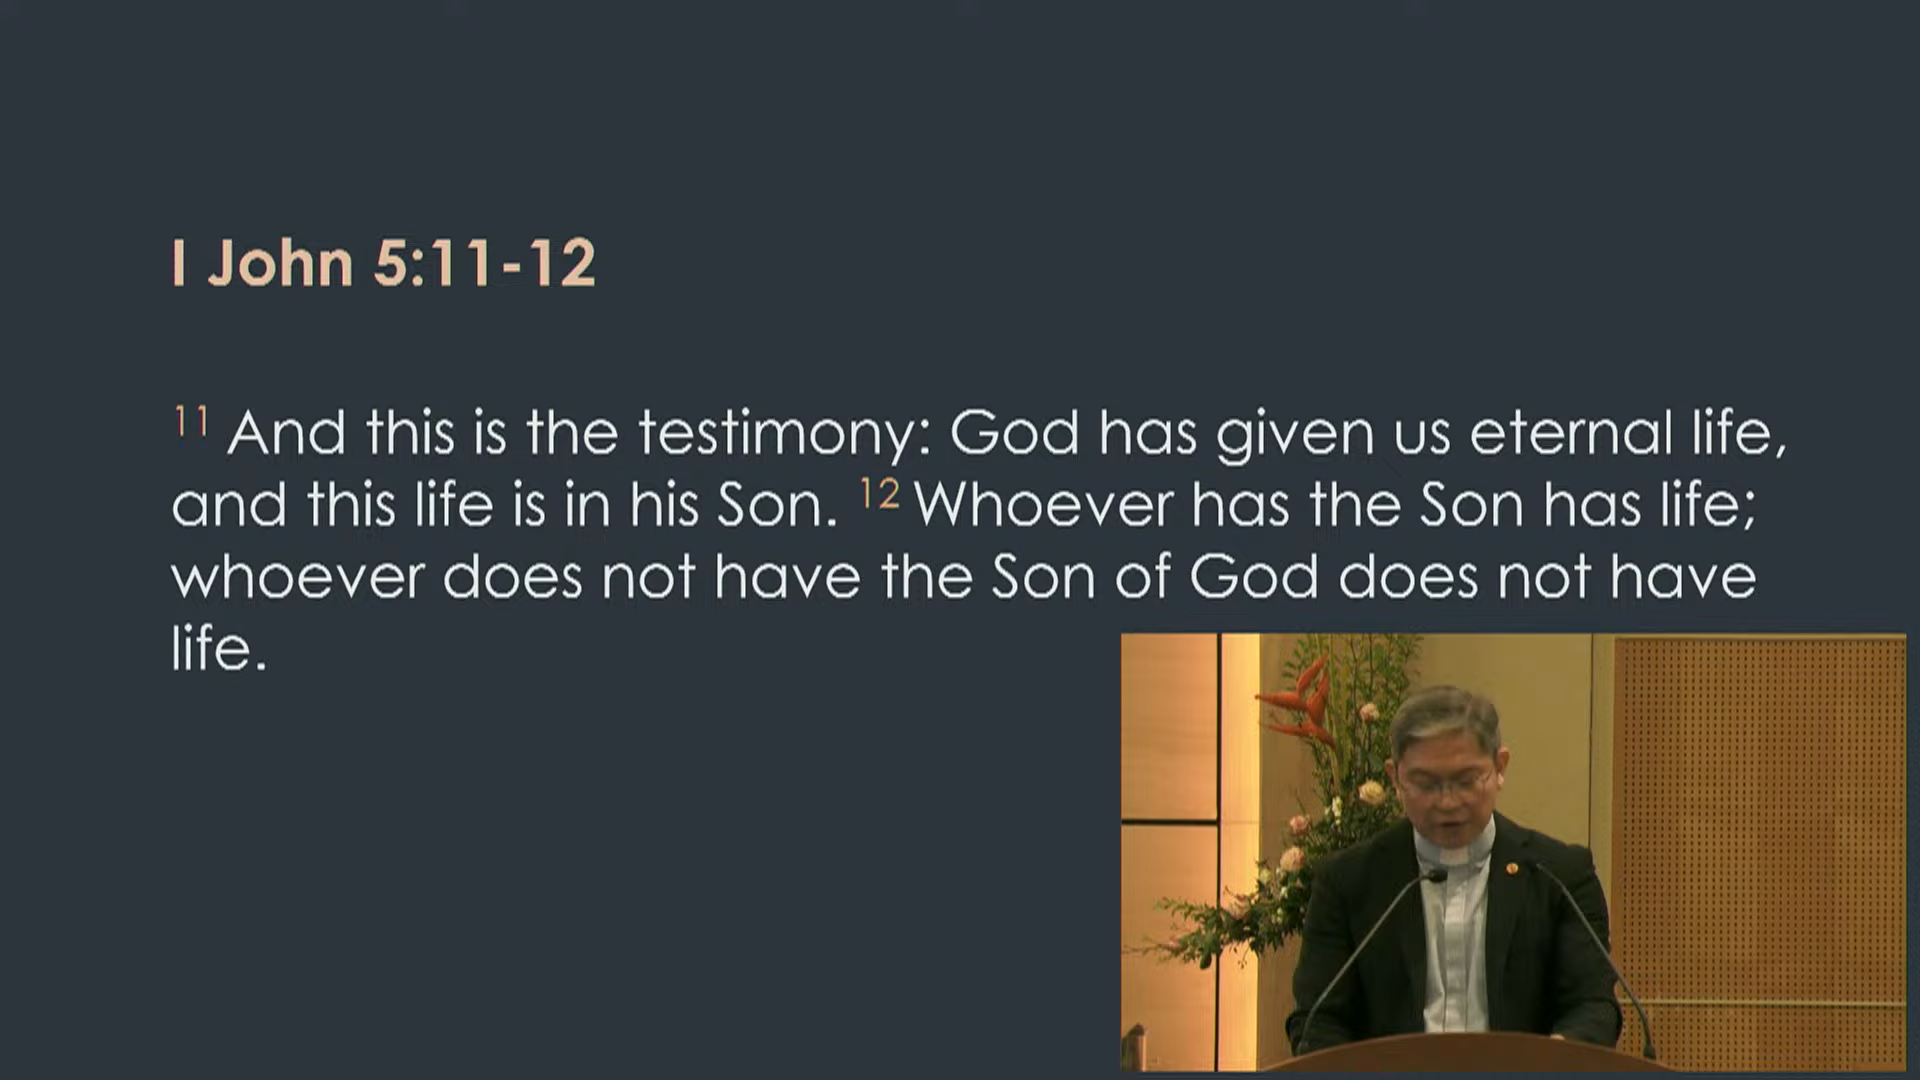 I John 5:11-12
11 And this is the testimony: God has given us eternal life,
and this life is in his Son. 12 Whoever has the Son has life;
whoever does not have the Son of God does not have
life.